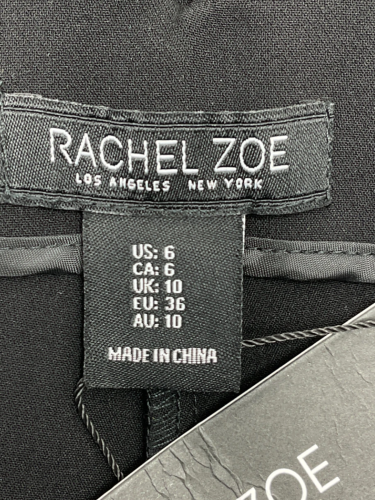 RACHEL ZOE
LOS ANGELES NEW YORK
US: 6
CA: 6
UK: 10
EU: 36
AU: 10
MADE IN CHINA
ZOE